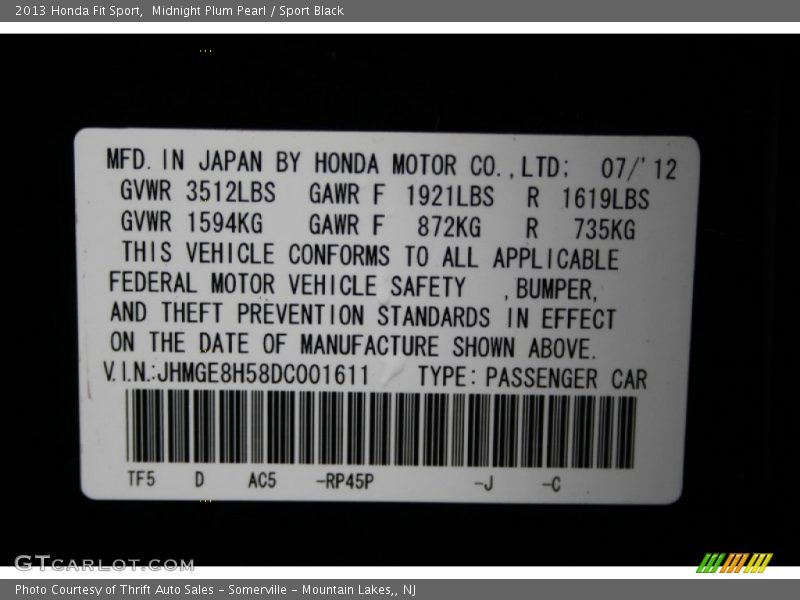 2013 Honda Fit Sport,  Midnight Plum Pearl / Sport Black
MFD. IN JAPAN BY HONDA MOTOR CO.,LTD; 07/'12
GVWR 3512LBS GAWR F 1921LBS R 1619LBS
GVWR 1594KG GAWR F 872KG R 735KG
THIS VEHICLE CONFORMS TO ALL APPLICABLE
FEDERAL MOTOR VEHICLE SAFETY ,BUMPER,
AND THEFT PREVENTION STANDARDS IN EFFECT
ON THE DATE OF MANUFACTURE SHOWN ABOVE.
V.I.N.:JHMGE8H58DC001611 TYPE: PASSENGER CAR
TF5 D AC5 -RP45P -J -C
GTCARLOT.COM
Photo Courtesy of Thrift Auto Sales – Somerville – Mountain Lakes,, NJ